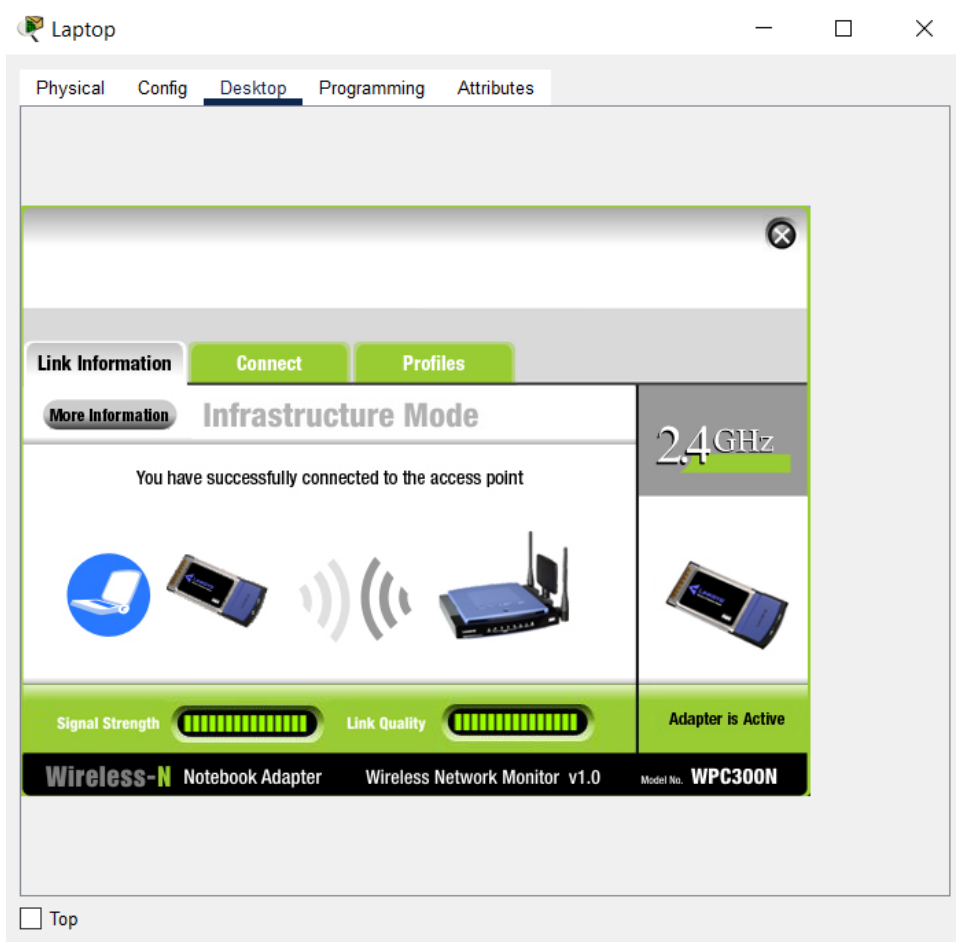 Laptop
Physical Config Desktop Programming Attributes
Link Information Connect Profiles
More Information Infrastructure Mode
2.4GHz
You have successfully connected to the access point
Signal Strength Link Quality Adapter is Active
Wireless-N Notebook Adapter Wireless Network Monitor v1.0 Model No. WPC300N
Top